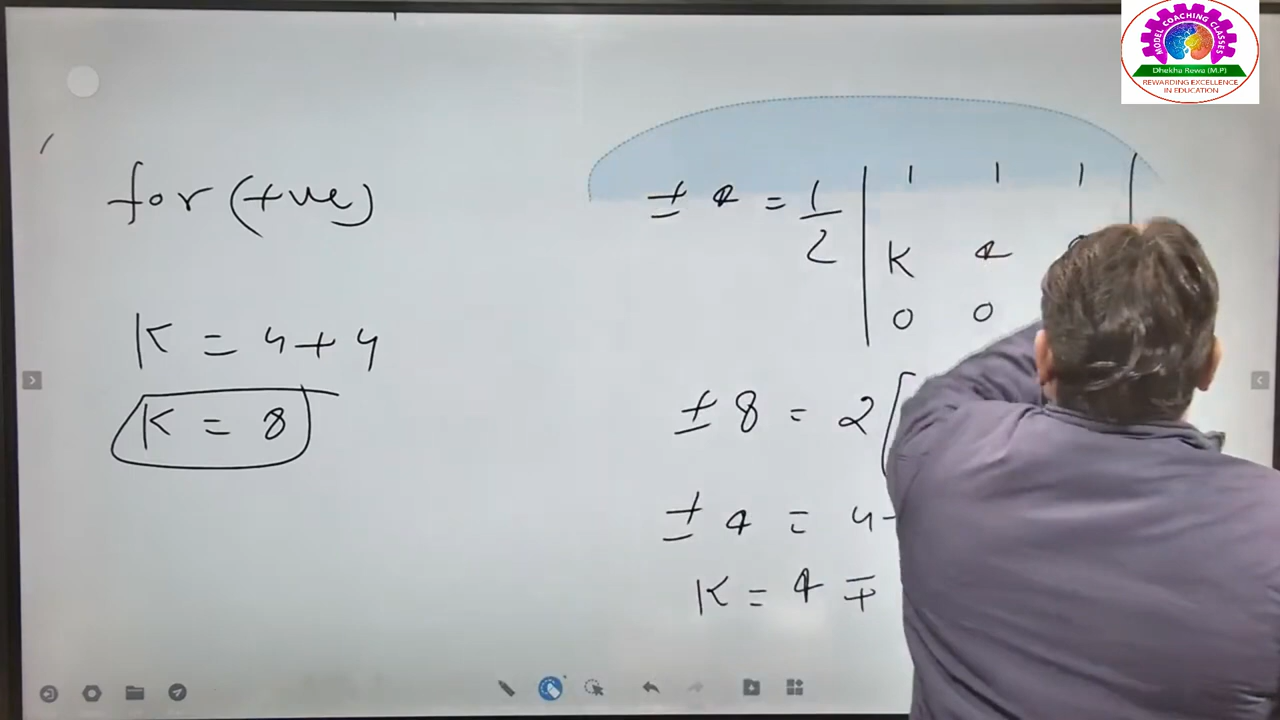 MODEL COACHING CLASSES
Dhekha Rewa (M.P)
REWARDING EXCELLENCE
IN EDUCATION
for (+ve)
K = 4 + 4
K = 8
± 4 = 1/2 | 1 1 1 |
K 4
0 0
± 8 = 2 [
± 4 = 4 -
K = 4 ∓